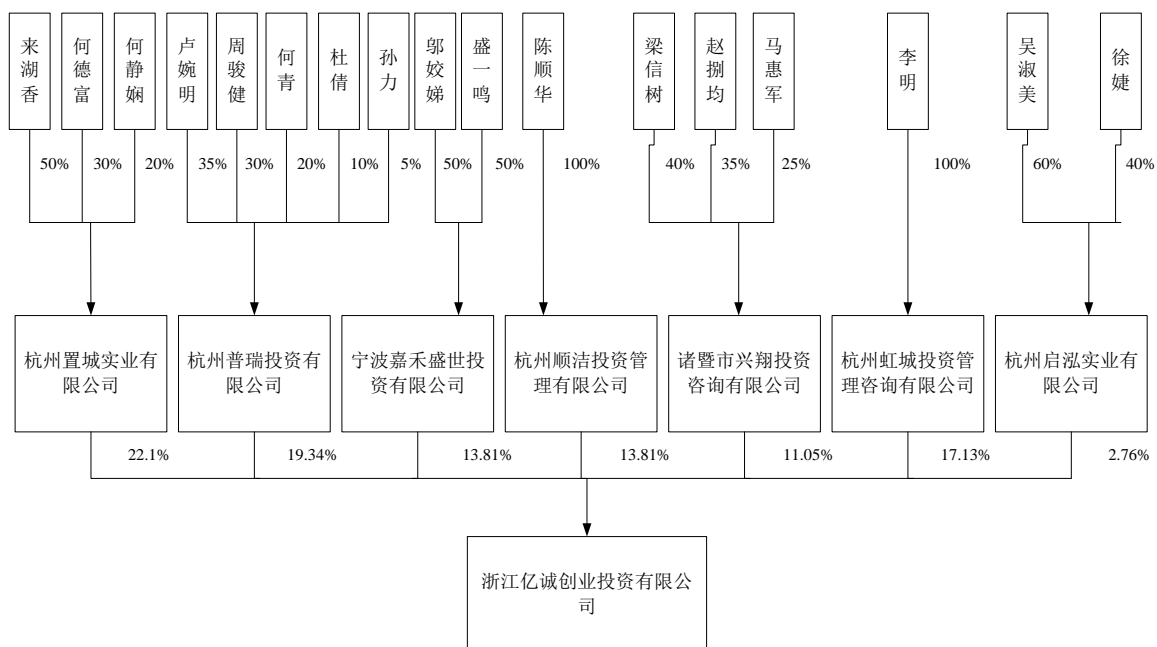 来湖香
何德富
何静娴
卢婉明
周骏健
何青
杜倩
孙力
邬姣娣
盛一鸣
陈顺华
梁信树
赵捌均
马惠军
李明
吴淑美
徐婕
50%
30%
20%
35%
30%
20%
10%
5%
50%
50%
100%
40%
35%
25%
100%
60%
40%
杭州置城实业有
限公司
杭州普瑞投资有
限公司
宁波嘉禾盛世投
资有限公司
杭州顺洁投资管
理有限公司
诸暨市兴翔投资
咨询有限公司
杭州虹城投资管
理咨询有限公司
杭州启泓实业有
限公司
22.1%
19.34%
13.81%
13.81%
11.05%
17.13%
2.76%
浙江亿诚创业投资有限公
司